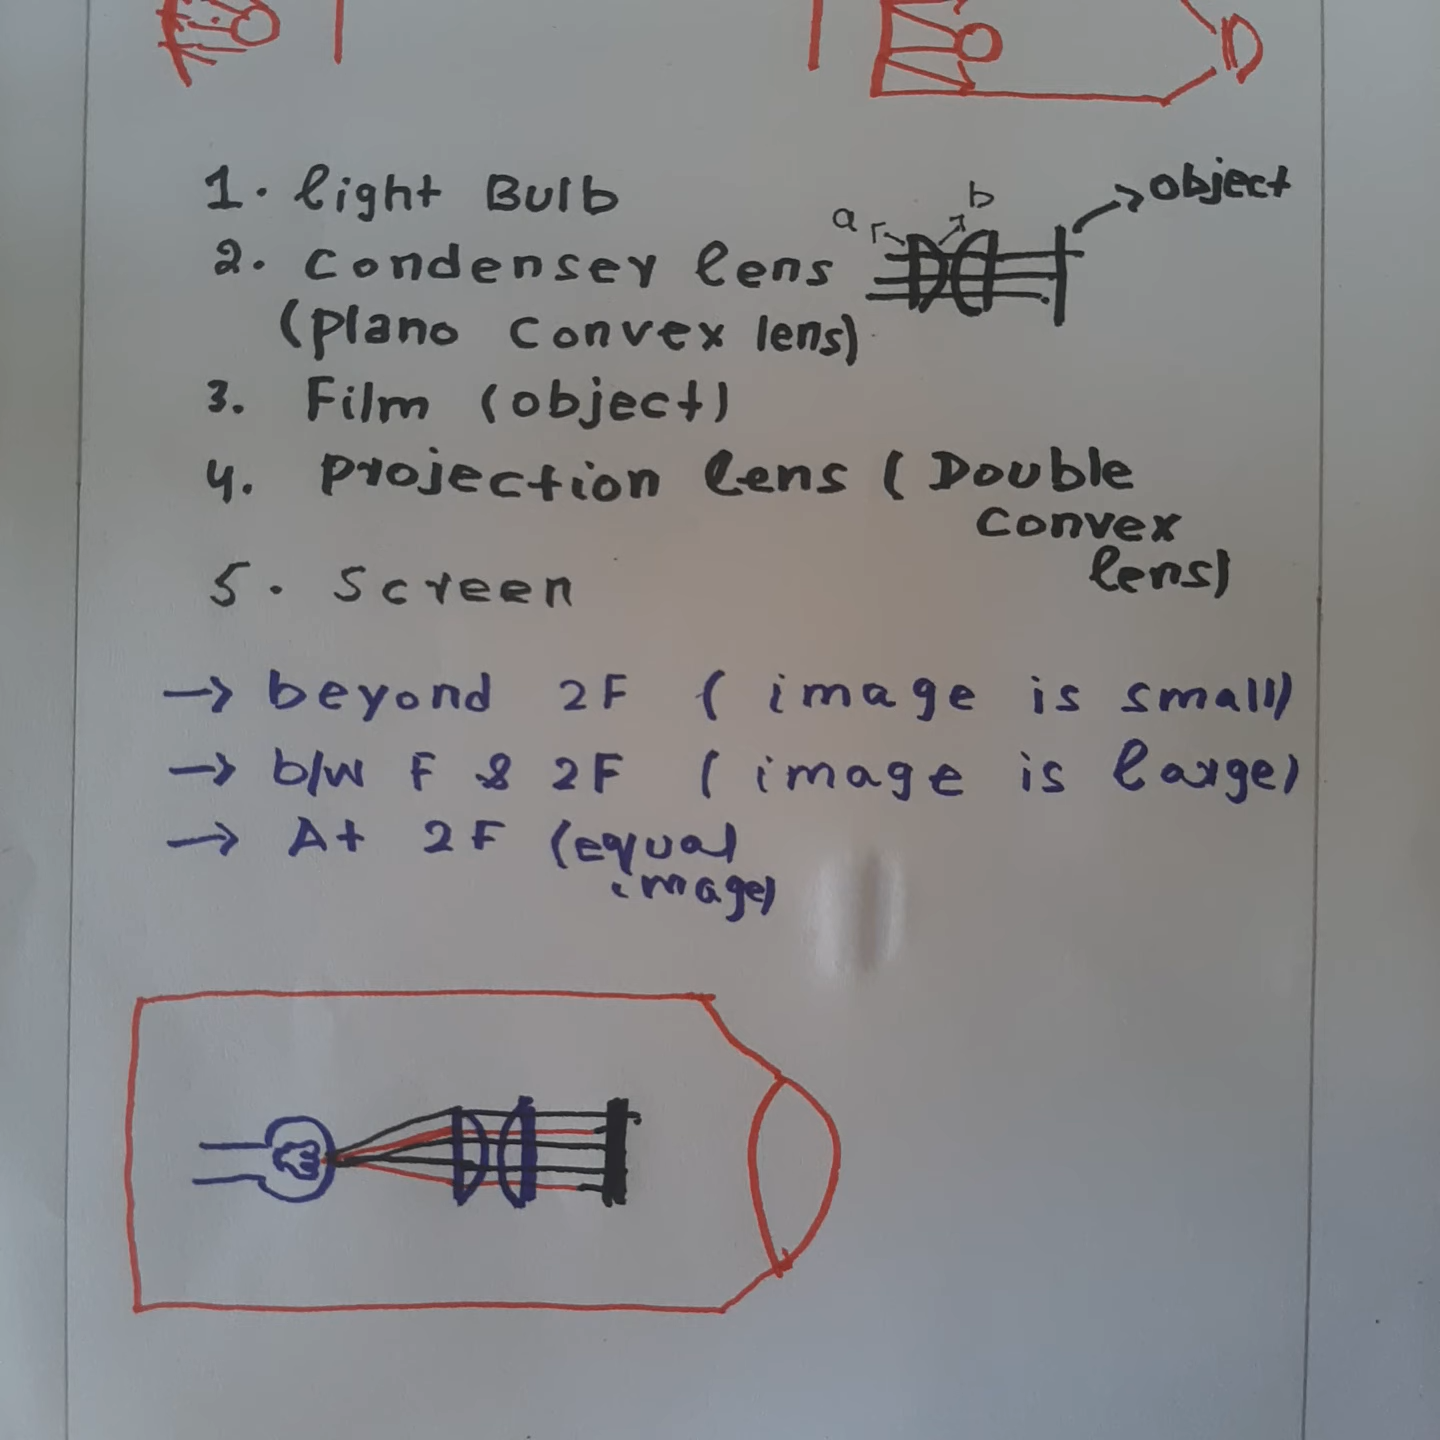 1. light Bulb
a b object
2. Condenser lens
(plano Convex lens)
3. Film (object)
4. Projection lens (Double
Convex
lens)
5. Screen
→ beyond 2F (image is small)
→ b/w F & 2F (image is large)
→ At 2F (equal
image)